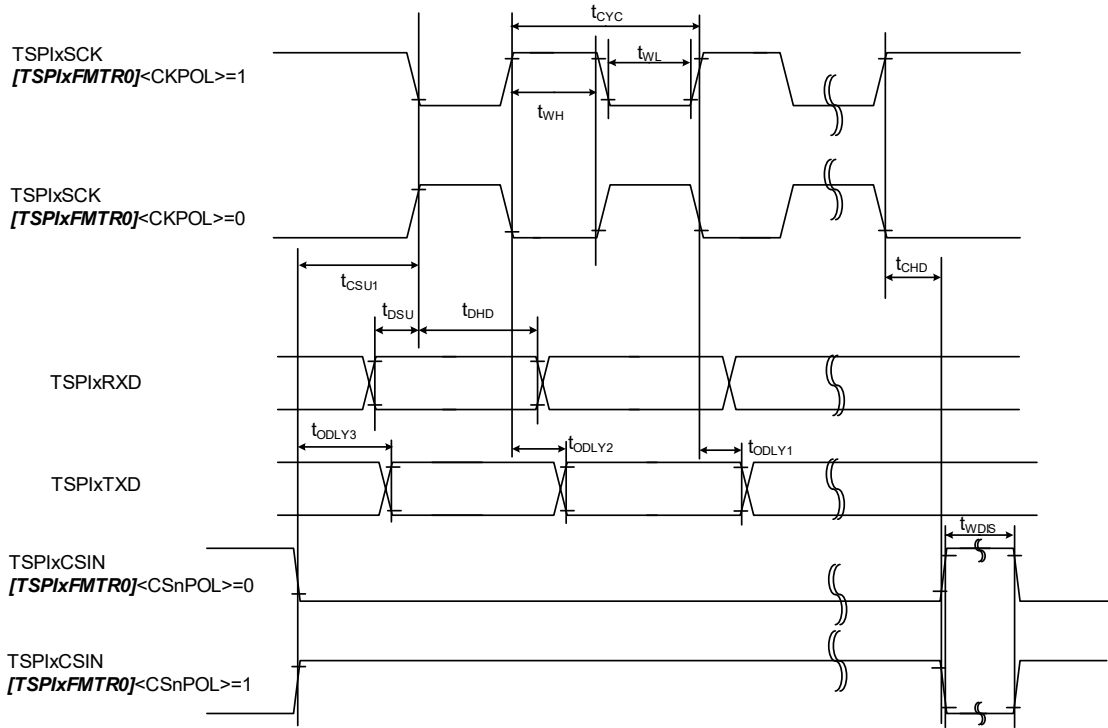 tCYC
TSPIxSCK
[TSPIxFMTR0]<CKPOL>=1
tWL
tWH
TSPIxSCK
[TSPIxFMTR0]<CKPOL>=0
tCSU1
tCHD
tDSU
tDHD
TSPIxRXD
tODLY3
tODLY2
tODLY1
TSPIxTXD
tWDIS
TSPIxCSIN
[TSPIxFMTR0]<CSnPOL>=0
TSPIxCSIN
[TSPIxFMTR0]<CSnPOL>=1